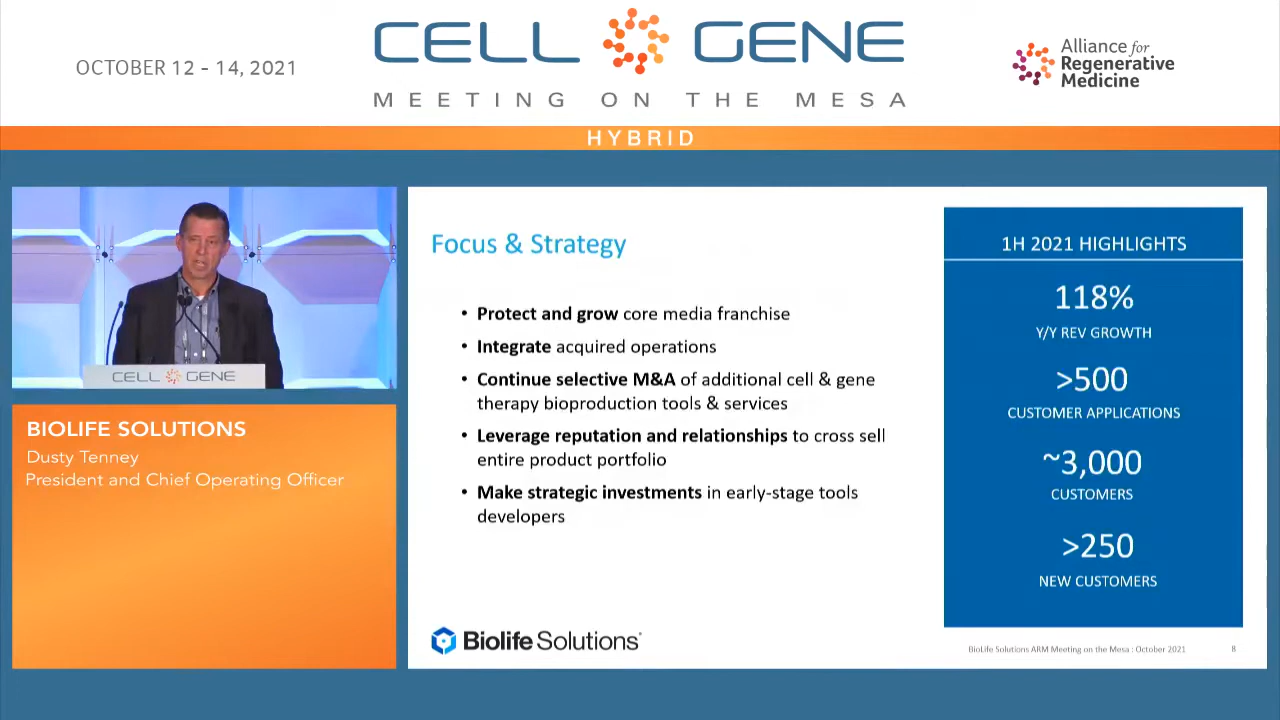 OCTOBER 12 - 14, 2021
CELL GENE
MEETING ON THE MESA
Alliance for
Regenerative
Medicine
HYBRID
CELL GENE
BIOLIFE SOLUTIONS
Dusty Tenney
President and Chief Operating Officer
Focus & Strategy
• Protect and grow core media franchise
• Integrate acquired operations
• Continue selective M&A of additional cell & gene
therapy bioproduction tools & services
• Leverage reputation and relationships to cross sell
entire product portfolio
• Make strategic investments in early-stage tools
developers
1H 2021 HIGHLIGHTS
118%
Y/Y REV GROWTH
>500
CUSTOMER APPLICATIONS
~3,000
CUSTOMERS
>250
NEW CUSTOMERS
Biolife Solutions
BioLife Solutions ARM Meeting on the Mesa : October 2021
8